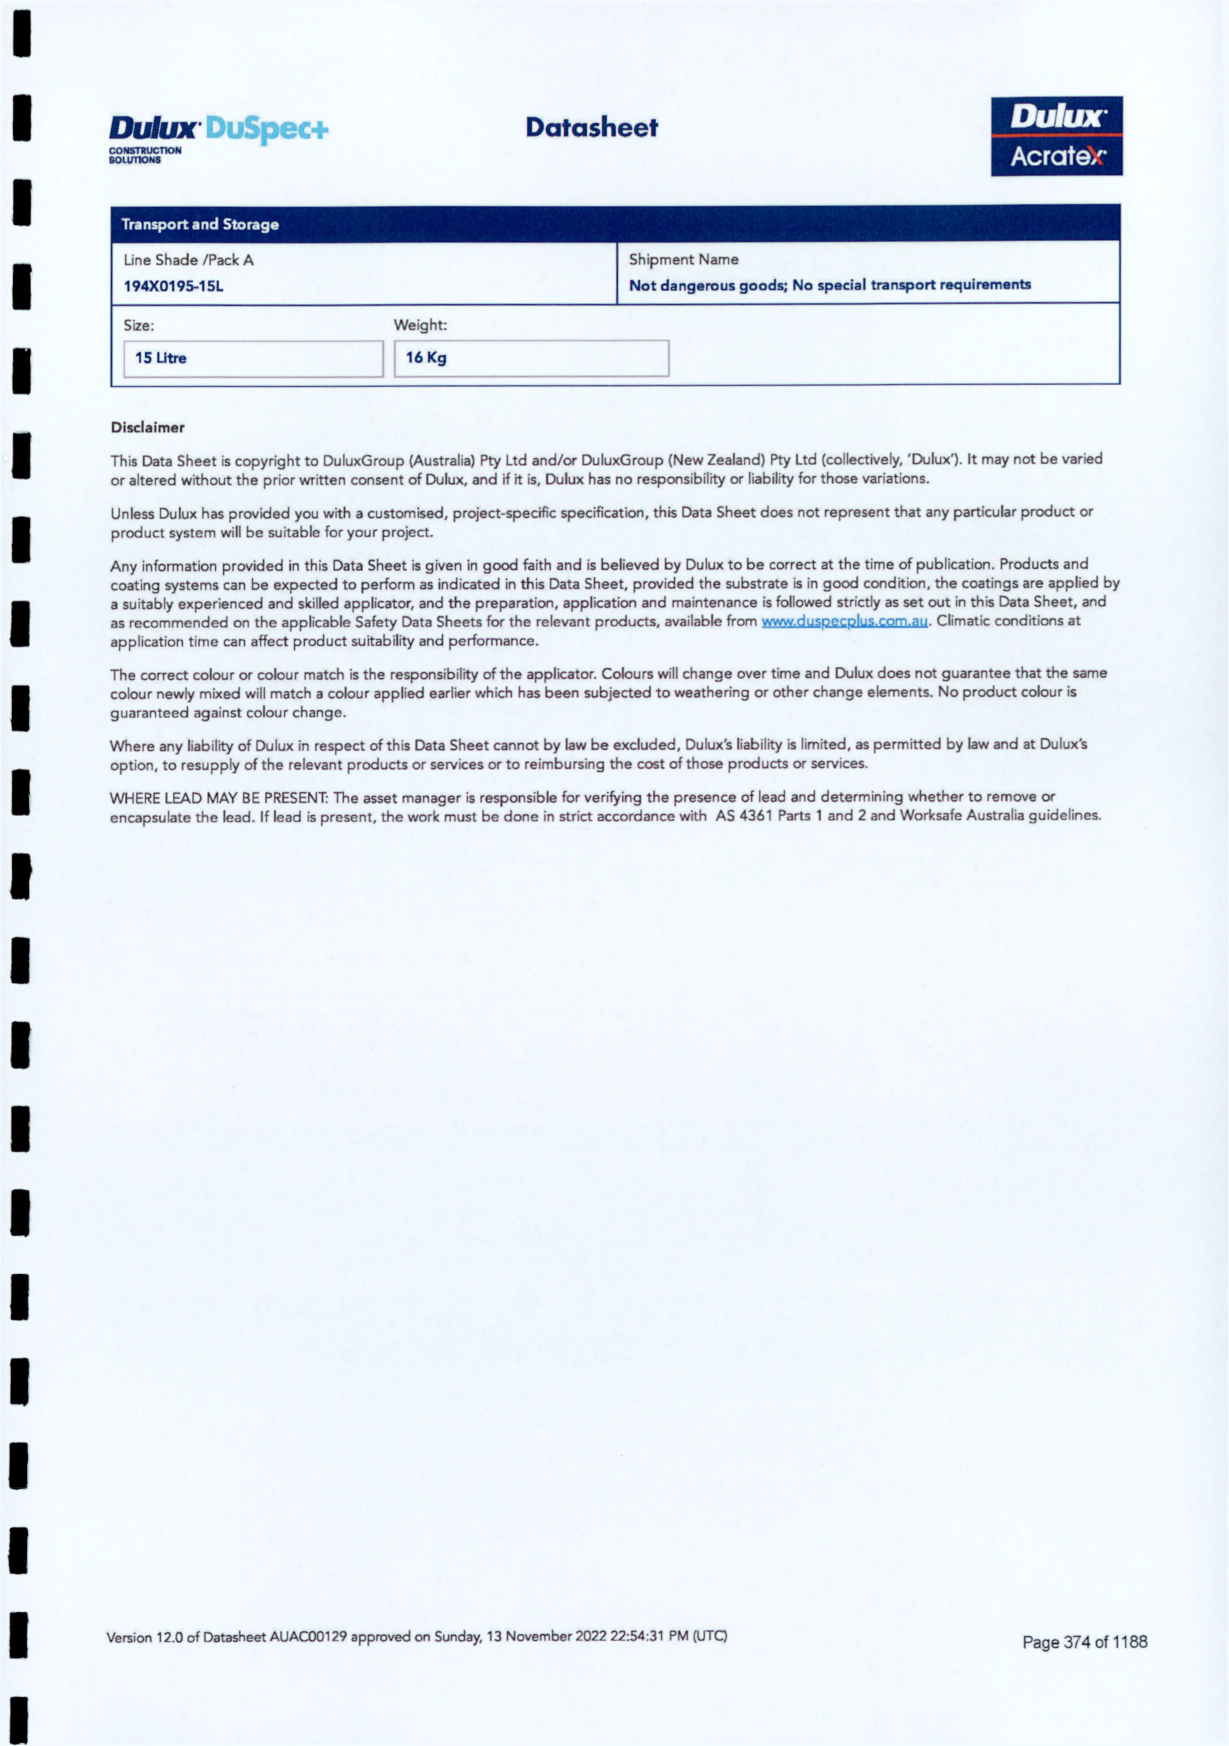 Dulux DuSpec+
CONSTRUCTION
SOLUTIONS
Datasheet
Dulux
Acratex
Transport and Storage
Line Shade /Pack A
194X0195-15L
Shipment Name
Not dangerous goods; No special transport requirements
Size:
Weight:
15 Litre
16 Kg
Disclaimer
This Data Sheet is copyright to DuluxGroup (Australia) Pty Ltd and/or DuluxGroup (New Zealand) Pty Ltd (collectively, 'Dulux'). It may not be varied
or altered without the prior written consent of Dulux, and if it is, Dulux has no responsibility or liability for those variations.
Unless Dulux has provided you with a customised, project-specific specification, this Data Sheet does not represent that any particular product or
product system will be suitable for your project.
Any information provided in this Data Sheet is given in good faith and is believed by Dulux to be correct at the time of publication. Products and
coating systems can be expected to perform as indicated in this Data Sheet, provided the substrate is in good condition, the coatings are applied by
a suitably experienced and skilled applicator, and the preparation, application and maintenance is followed strictly as set out in this Data Sheet, and
as recommended on the applicable Safety Data Sheets for the relevant products, available from www.duspecplus.com.au. Climatic conditions at
application time can affect product suitability and performance.
The correct colour or colour match is the responsibility of the applicator. Colours will change over time and Dulux does not guarantee that the same
colour newly mixed will match a colour applied earlier which has been subjected to weathering or other change elements. No product colour is
guaranteed against colour change.
Where any liability of Dulux in respect of this Data Sheet cannot by law be excluded, Dulux's liability is limited, as permitted by law and at Dulux's
option, to resupply of the relevant products or services or to reimbursing the cost of those products or services.
WHERE LEAD MAY BE PRESENT: The asset manager is responsible for verifying the presence of lead and determining whether to remove or
encapsulate the lead. If lead is present, the work must be done in strict accordance with AS 4361 Parts 1 and 2 and Worksafe Australia guidelines.
Version 12.0 of Datasheet AUAC00129 approved on Sunday, 13 November 2022 22:54:31 PM (UTC)
Page 374 of 1188